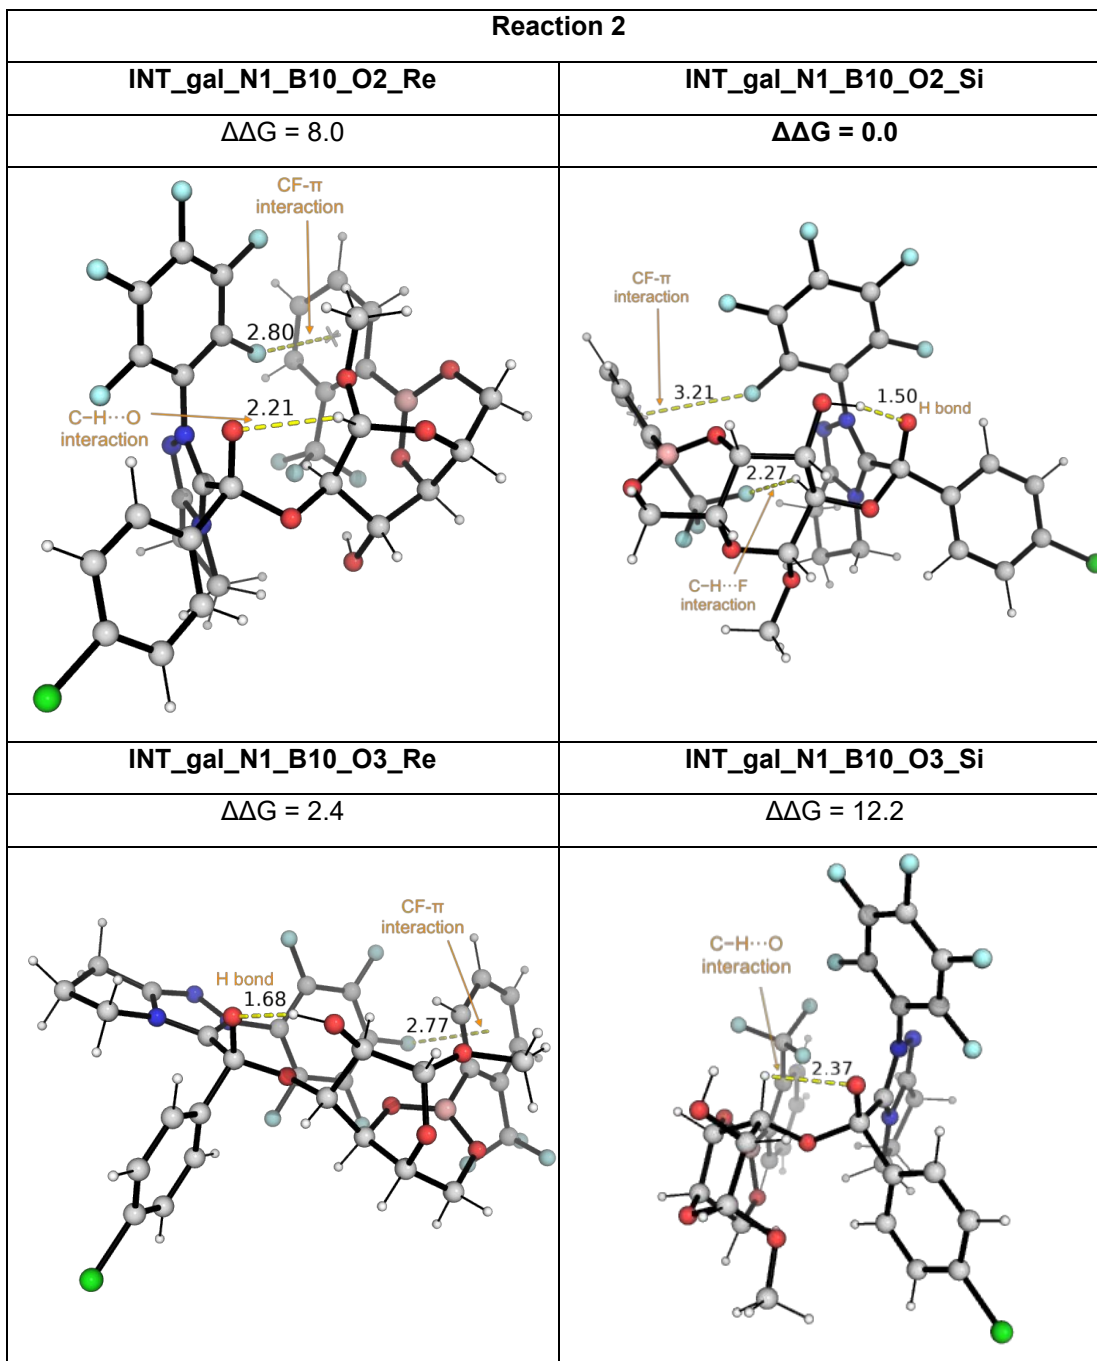 Reaction 2
INT_gal_N1_B10_O2_Re
INT_gal_N1_B10_O2_Si
ΔΔG = 8.0
ΔΔG = 0.0
CF-π
interaction
2.80
2.21
C−H···O
interaction
CF-π
interaction
3.21
1.50
H bond
2.27
C−H···F
interaction
INT_gal_N1_B10_O3_Re
INT_gal_N1_B10_O3_Si
ΔΔG = 2.4
ΔΔG = 12.2
CF-π
interaction
H bond
1.68
2.77
C−H···O
interaction
2.37